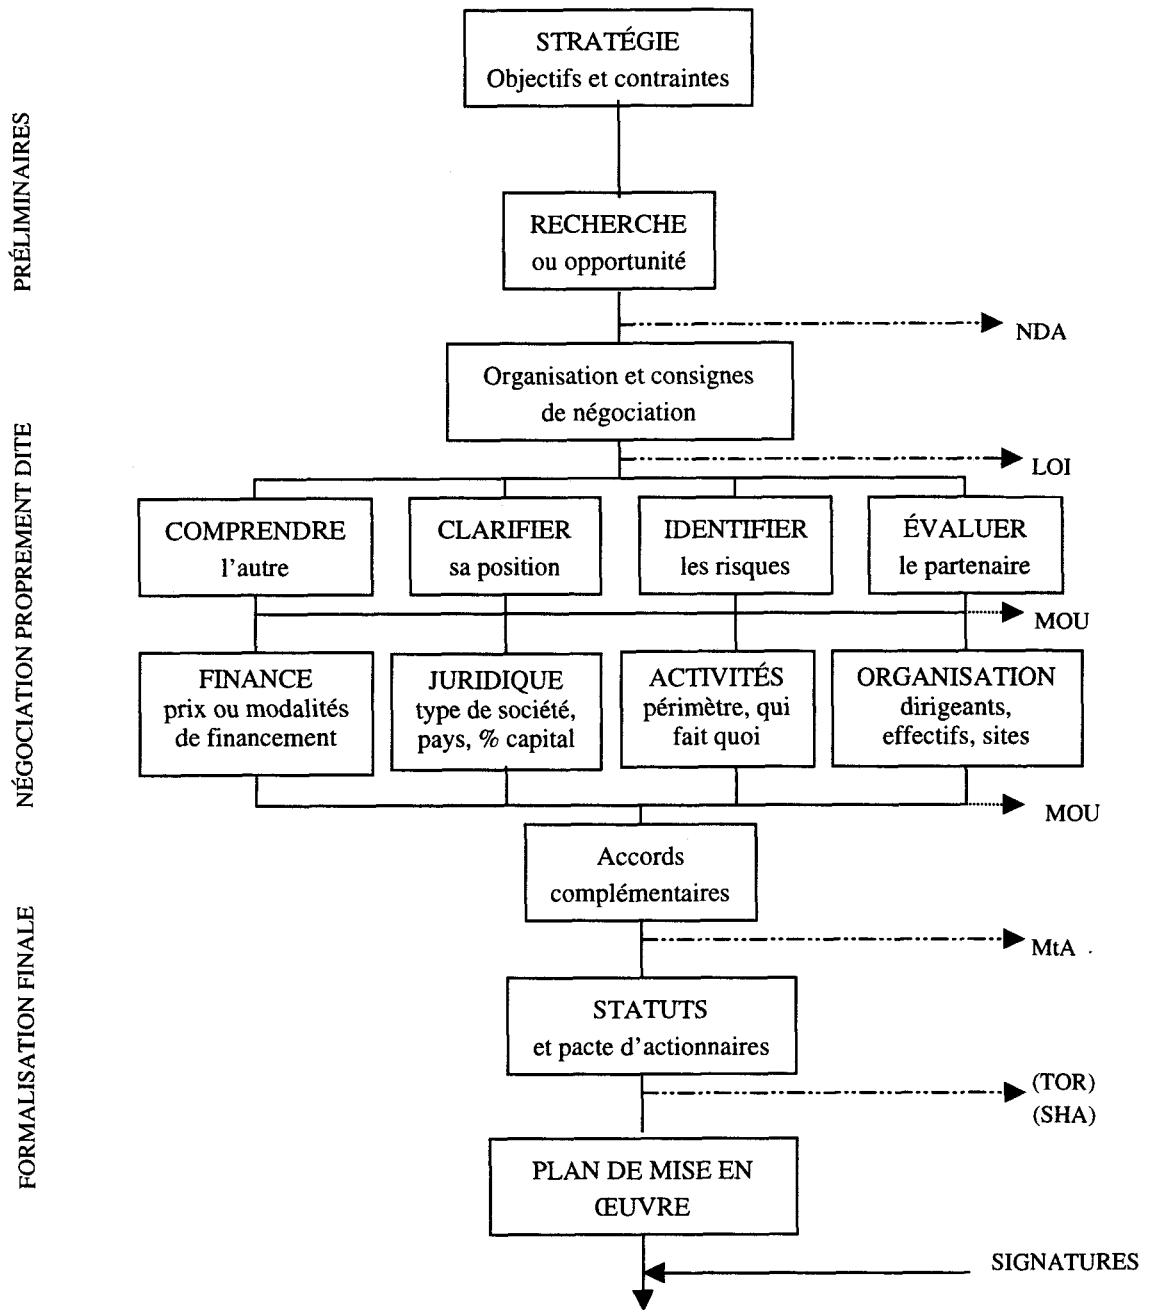 STRATÉGIE
Objectifs et contraintes
PRÉLIMINAIRES
RECHERCHE
ou opportunité
NDA
Organisation et consignes
de négociation
LOI
NÉGOCIATION PROPREMENT DITE
COMPRENDRE
l'autre
CLARIFIER
sa position
IDENTIFIER
les risques
ÉVALUER
le partenaire
MOU
FINANCE
prix ou modalités
de financement
JURIDIQUE
type de société,
pays, % capital
ACTIVITÉS
périmètre, qui
fait quoi
ORGANISATION
dirigeants,
effectifs, sites
MOU
Accords
complémentaires
FORMALISATION FINALE
MtA
STATUTS
et pacte d'actionnaires
(TOR)
(SHA)
PLAN DE MISE EN
ŒUVRE
SIGNATURES